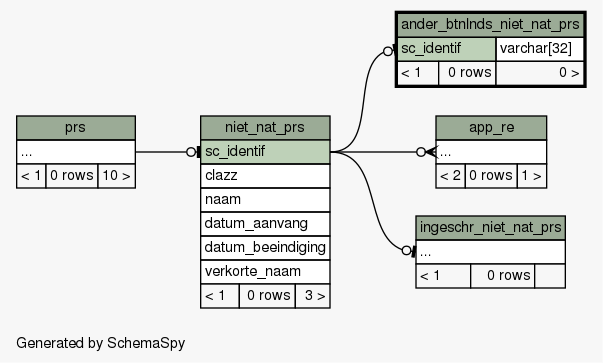 ander_btnlnds_niet_nat_prs
sc_identif varchar[32]
< 1 0 rows 0 >
prs
...
< 1 0 rows 10 >
niet_nat_prs
sc_identif
clazz
naam
datum_aanvang
datum_beeindiging
verkorte_naam
< 1 0 rows 3 >
app_re
...
< 2 0 rows 1 >
ingeschr_niet_nat_prs
...
< 1 0 rows
Generated by SchemaSpy